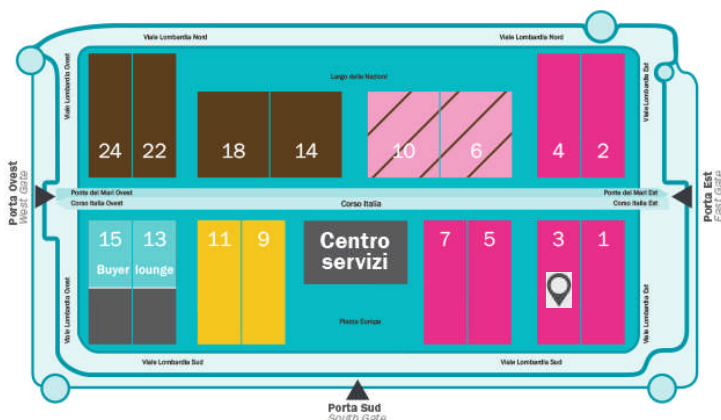 Viale Lombardia Nord
Viale Lombardia Nord
Viale Lombardia Ovest
Largo delle Nazioni
Viale Lombardia Est
24 22 18 14 10 6 4 2
Porta Ovest
West Gate
Ponte dei Mari Ovest
Ponte dei Mari Est
Corso Italia Ovest
Corso Italia
Corso Italia Est
Porta Est
East Gate
15 13 11 9
Centro
servizi
7 5 3 1
Buyer lounge
Viale Lombardia Ovest
Piazza Europa
Viale Lombardia Est
Viale Lombardia Sud
Viale Lombardia Sud
Porta Sud
South Gate